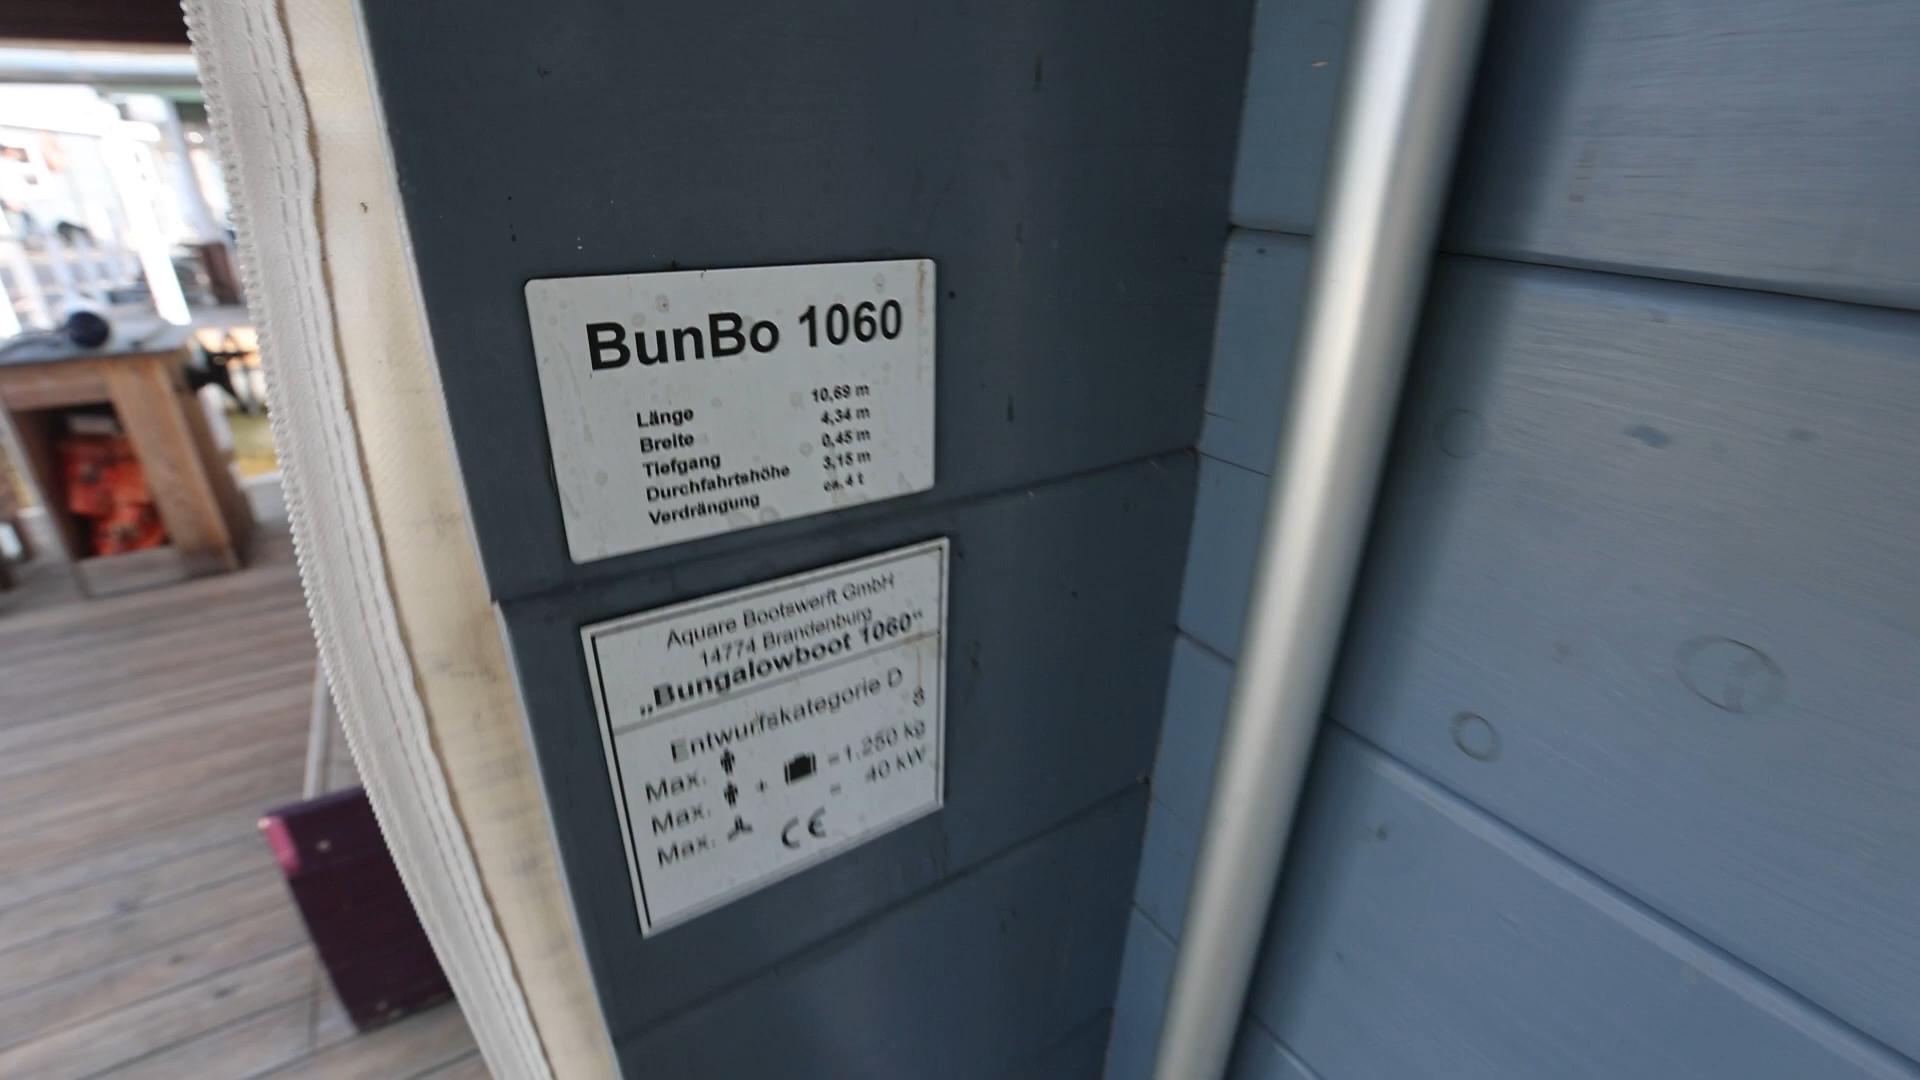 BunBo 1060
Länge 10,69 m
Breite 4,34 m
Tiefgang 0,45 m
Durchfahrtshöhe 3,15 m
Verdrängung ca. 4 t
Aquare Bootswerft GmbH
14774 Brandenburg
„Bungalowboot 1060“
Entwurfskategorie D
Max. 8
Max. + = 1.250 kg
Max. = 40 kW
CE